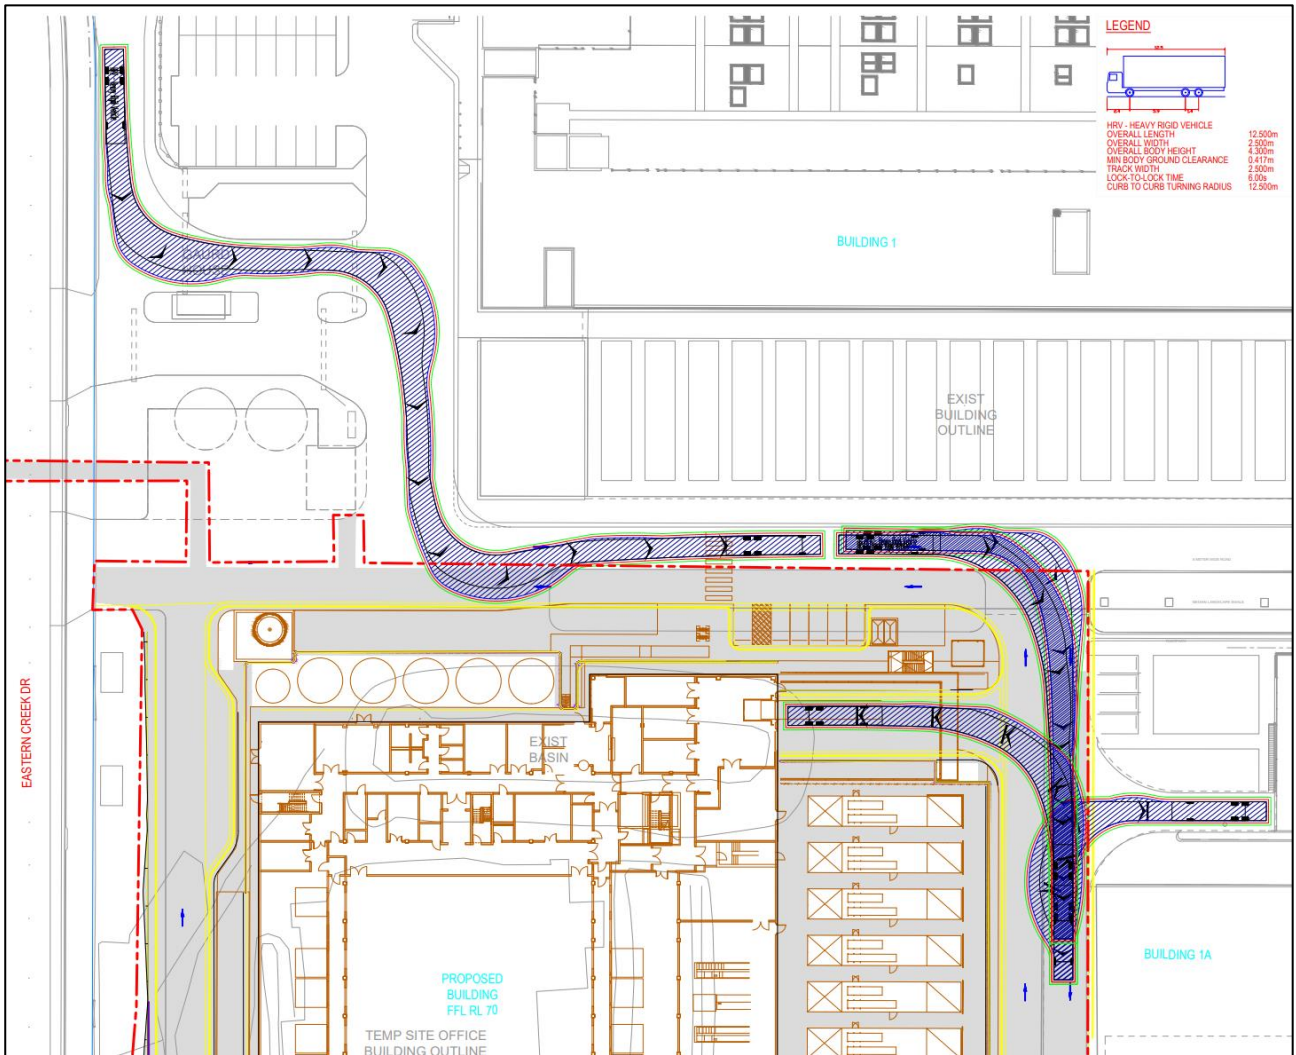 LEGEND
HRV - HEAVY RIGID VEHICLE
OVERALL LENGTH 12.500m
OVERALL WIDTH 2.500m
OVERALL BODY HEIGHT 4.300m
MIN BODY GROUND CLEARANCE 0.417m
TRACK WIDTH 2.500m
LOCK-TO-LOCK TIME 6.00s
CURB TO CURB TURNING RADIUS 12.500m
BUILDING 1
EXIST
BUILDING
OUTLINE
EASTERN CREEK DR
EXIST
BASIN
BUILDING 1A
PROPOSED
BUILDING
FFL RL 70
TEMP SITE OFFICE
BUILDING OUTLINE